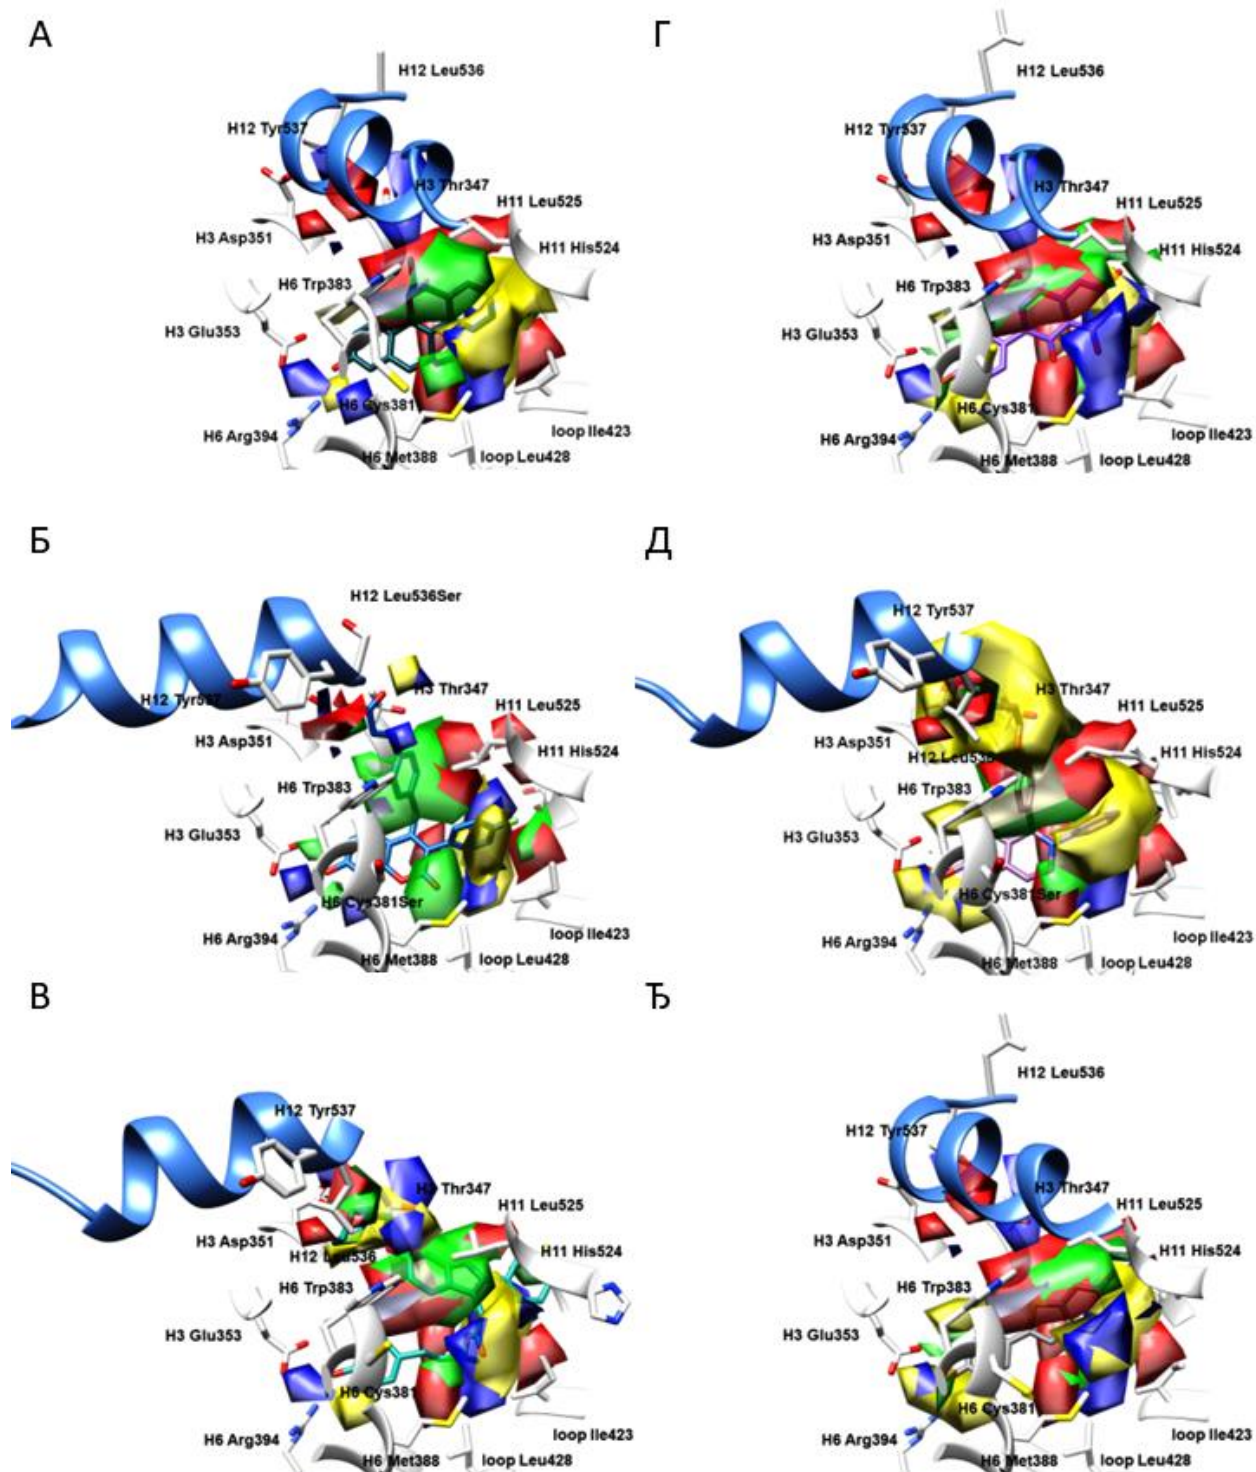 А
H12 Leu536
H12 Tyr537
H3 Thr347
H11 Leu525
H3 Asp351
H11 His524
H6 Trp383
H3 Glu353
H6 Cys381
loop Ile423
H6 Arg394
H6 Met388
loop Leu428
Г
H12 Leu536
H12 Tyr537
H3 Thr347
H11 Leu525
H3 Asp351
H11 His524
H6 Trp383
H3 Glu353
H6 Cys381
loop Ile423
H6 Arg394
H6 Met388
loop Leu428
Б
H12 Leu536Ser
H12 Tyr537
H3 Thr347
H11 Leu525
H3 Asp351
H11 His524
H6 Trp383
H3 Glu353
H6 Cys381Ser
loop Ile423
H6 Arg394
H6 Met388
loop Leu428
Д
H12 Tyr537
H3 Thr347
H11 Leu525
H3 Asp351
H11 His524
H12 Leu536
H6 Trp383
H3 Glu353
H6 Cys381Ser
loop Ile423
H6 Arg394
H6 Met388
loop Leu428
В
H12 Tyr537
H3 Thr347
H11 Leu525
H3 Asp351
H11 His524
H12 Leu536
H6 Trp383
H3 Glu353
H6 Cys381
loop Ile423
H6 Arg394
H6 Met388
loop Leu428
Ђ
H12 Leu536
H12 Tyr537
H3 Thr347
H11 Leu525
H3 Asp351
H11 His524
H6 Trp383
H3 Glu353
H6 Cys381
loop Ile423
H6 Arg394
H6 Met388
loop Leu428